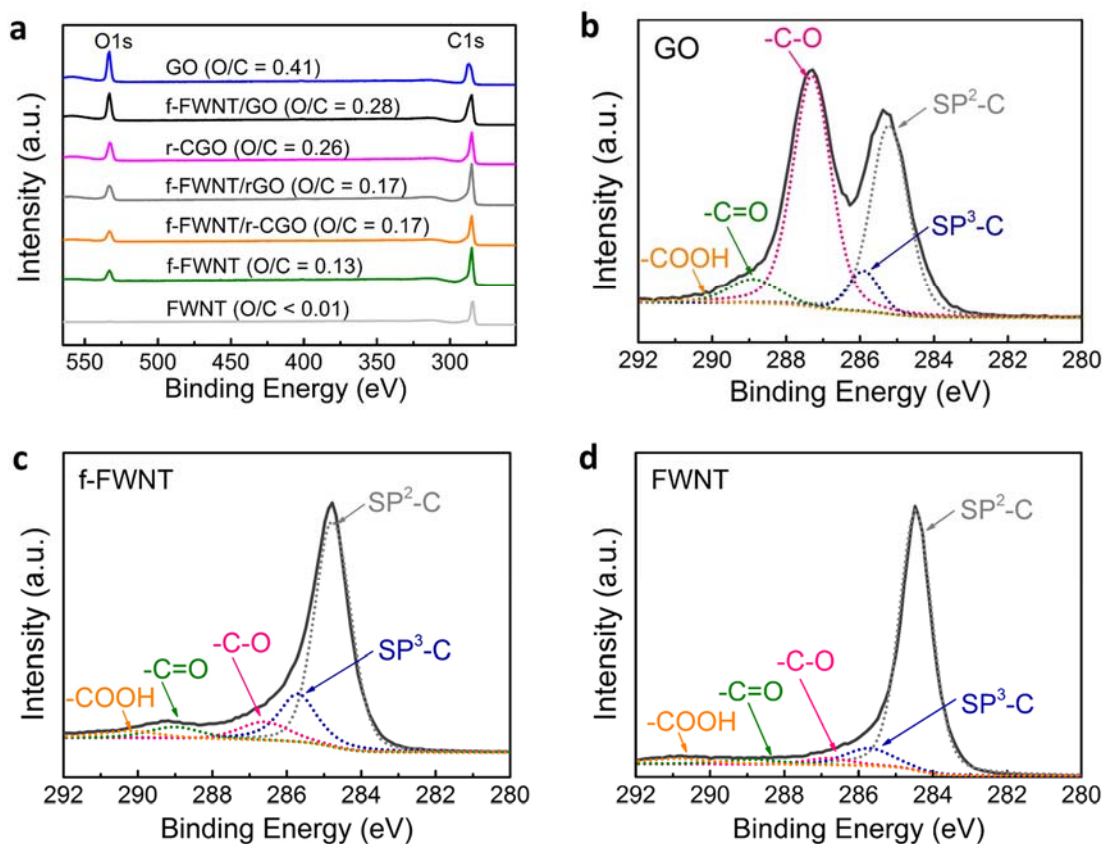 a
O1s
C1s
GO (O/C = 0.41)
f-FWNT/GO (O/C = 0.28)
r-CGO (O/C = 0.26)
f-FWNT/rGO (O/C = 0.17)
f-FWNT/r-CGO (O/C = 0.17)
f-FWNT (O/C = 0.13)
FWNT (O/C < 0.01)
Intensity (a.u.)
550 500 450 400 350 300
Binding Energy (eV)
b
GO
-C-O
SP²-C
-C=O
SP³-C
-COOH
Intensity (a.u.)
292 290 288 286 284 282 280
Binding Energy (eV)
c
f-FWNT
SP²-C
-C-O
SP³-C
-C=O
-COOH
Intensity (a.u.)
292 290 288 286 284 282 280
Binding Energy (eV)
d
FWNT
SP²-C
-C-O
SP³-C
-C=O
-COOH
Intensity (a.u.)
292 290 288 286 284 282 280
Binding Energy (eV)